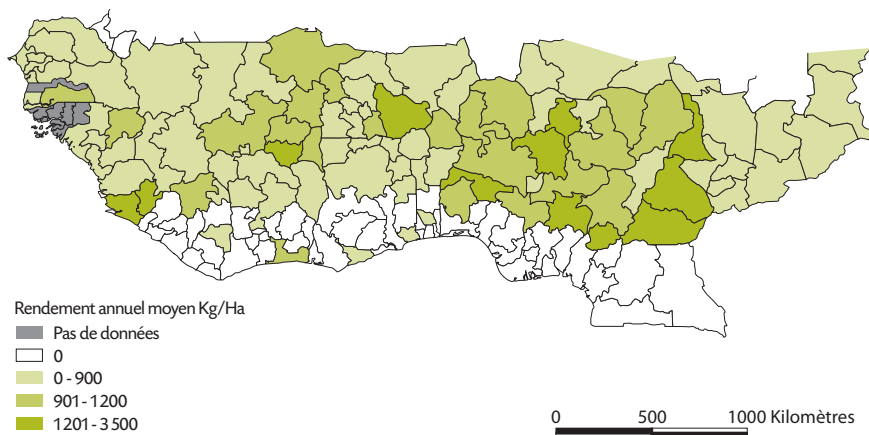 Rendement annuel moyen Kg/Ha
Pas de données
0
0 - 900
901 - 1200
1201 - 3 500
0 500 1000 Kilomètres